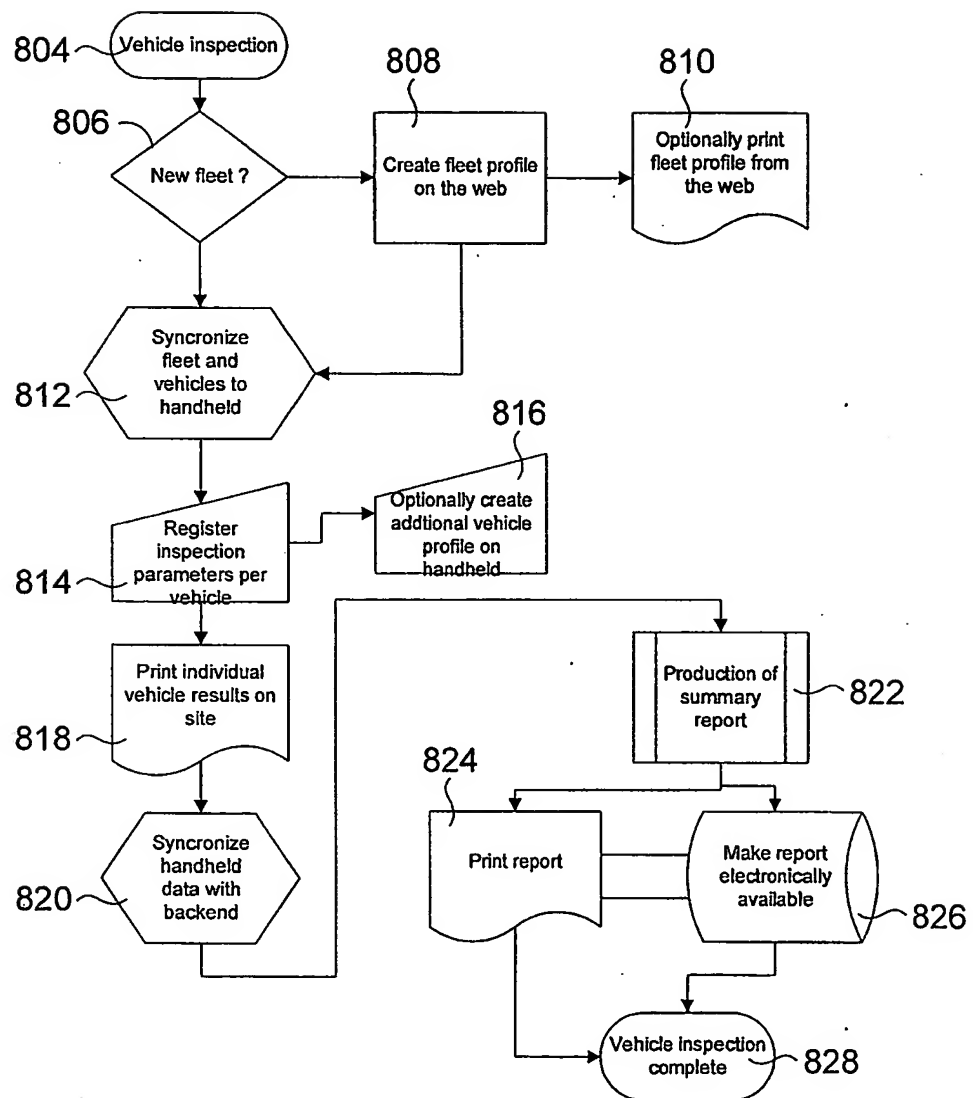 804
Vehicle inspection
806
New fleet ?
808
Create fleet profile
on the web
810
Optionally print
fleet profile from
the web
812
Syncronize
fleet and
vehicles to
handheld
814
Register
inspection
parameters per
vehicle
816
Optionally create
addtional vehicle
profile on
handheld
818
Print individual
vehicle results on
site
820
Syncronize
handheld
data with
backend
Production of
summary
report
822
824
Print report
Make report
electronically
available
826
Vehicle inspection
complete
828